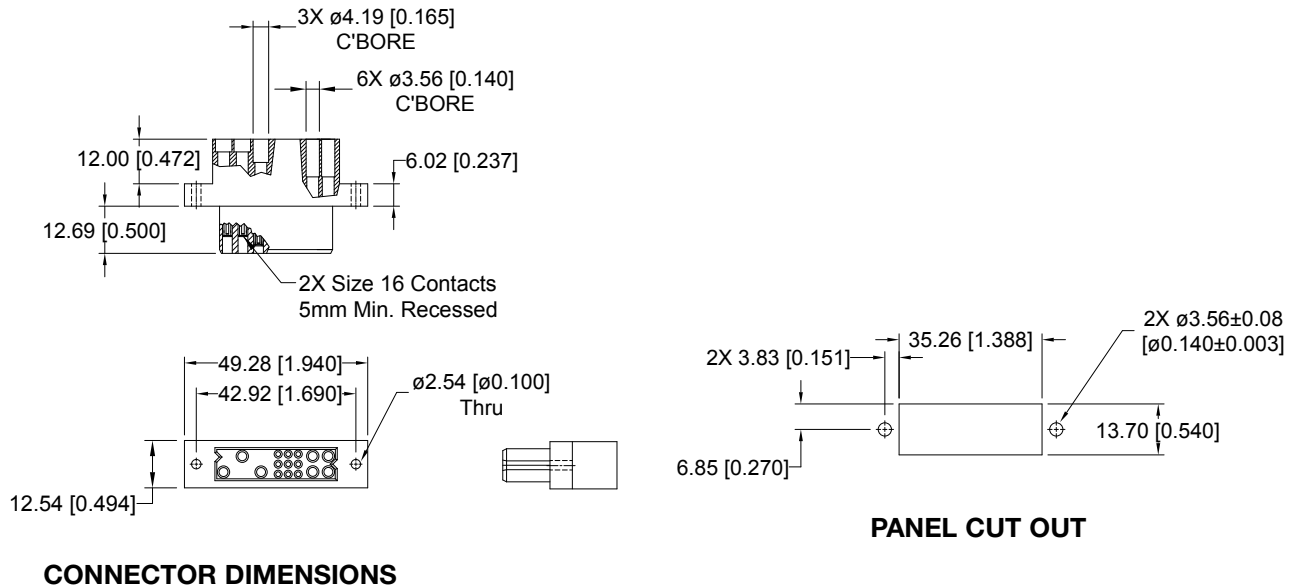 3X ø4.19 [0.165]
C'BORE
6X ø3.56 [0.140]
C'BORE
12.00 [0.472]
6.02 [0.237]
12.69 [0.500]
2X Size 16 Contacts
5mm Min. Recessed
49.28 [1.940]
42.92 [1.690]
ø2.54 [ø0.100]
Thru
12.54 [0.494]
CONNECTOR DIMENSIONS
2X 3.83 [0.151]
35.26 [1.388]
2X ø3.56±0.08
[ø0.140±0.003]
13.70 [0.540]
6.85 [0.270]
PANEL CUT OUT